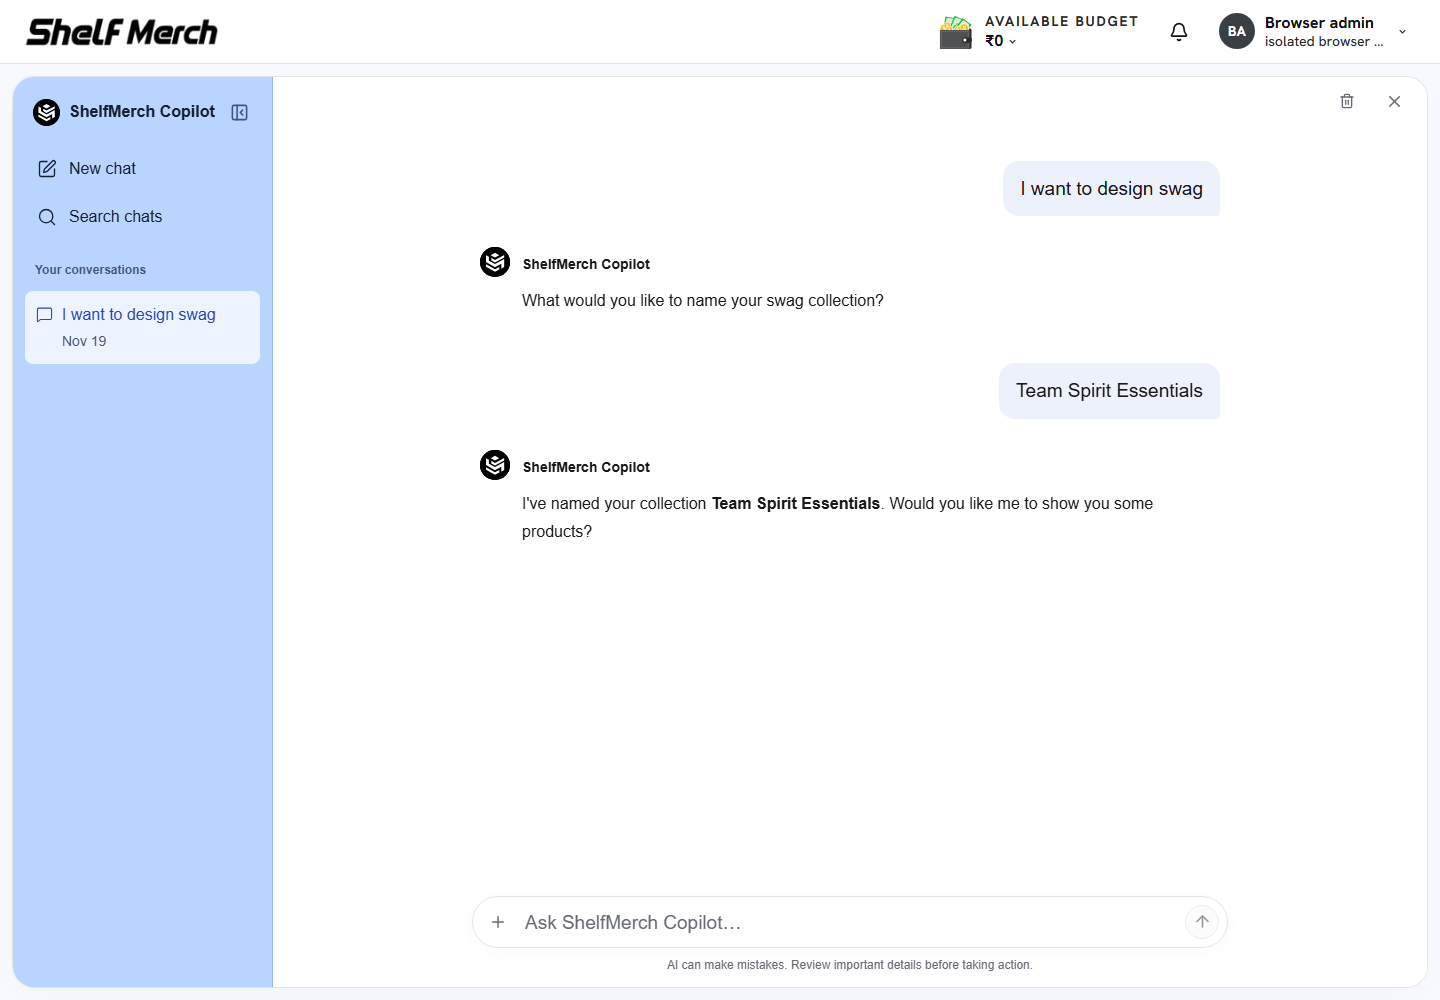 Shelf Merch
AVAILABLE BUDGET
₹0
BA
Browser admin
isolated browser ...
ShelfMerch Copilot
New chat
Search chats
Your conversations
I want to design swag
Nov 19
I want to design swag
ShelfMerch Copilot
What would you like to name your swag collection?
Team Spirit Essentials
ShelfMerch Copilot
I've named your collection Team Spirit Essentials. Would you like me to show you some
products?
Ask ShelfMerch Copilot…
AI can make mistakes. Review important details before taking action.